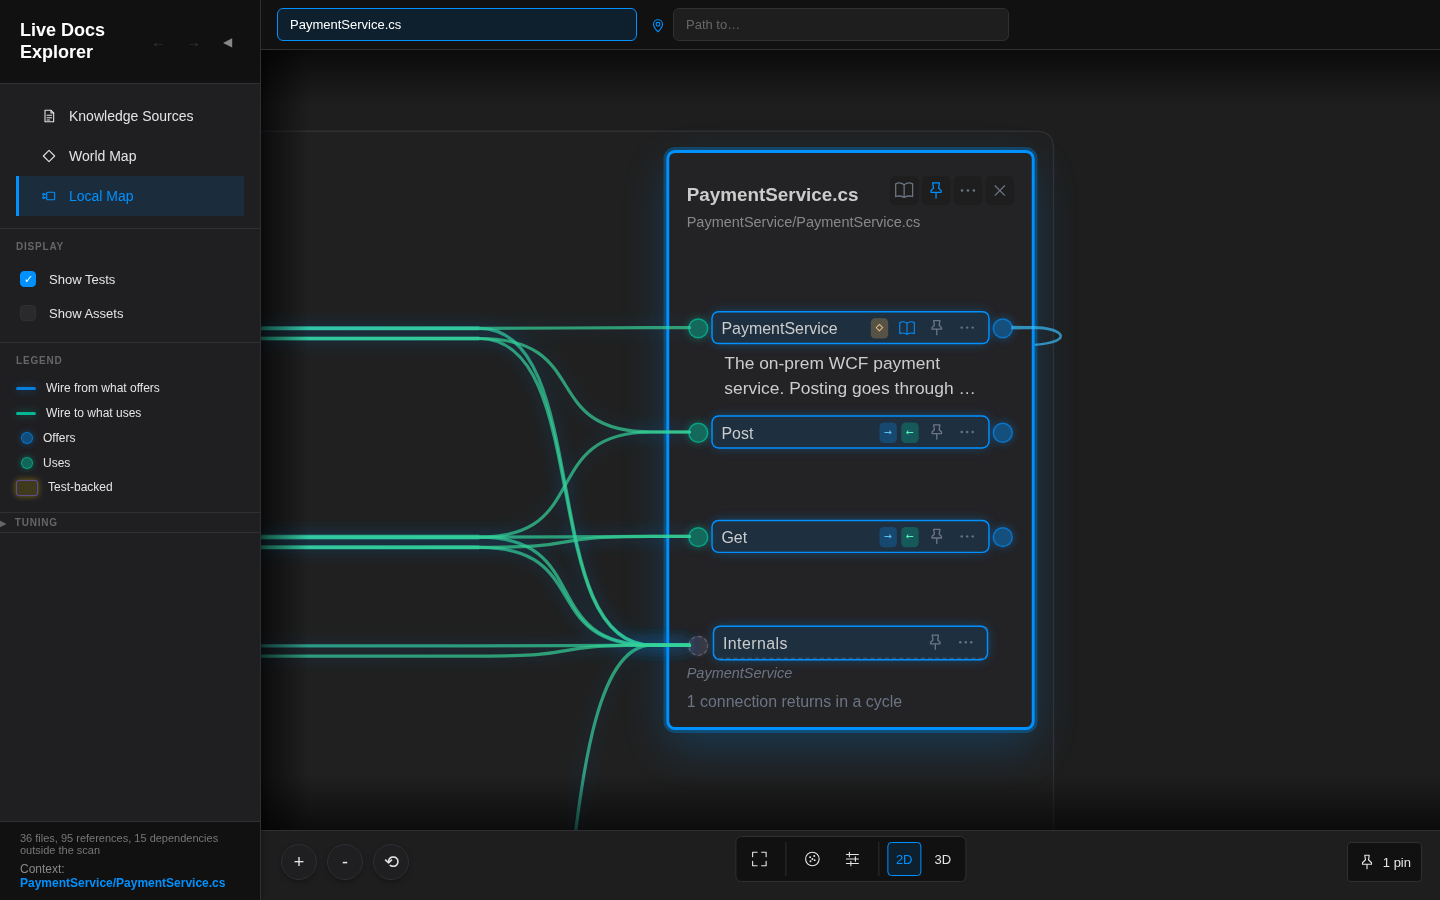 Live Docs
Explorer
Knowledge Sources
World Map
Local Map
DISPLAY
Show Tests
Show Assets
LEGEND
Wire from what offers
Wire to what uses
Offers
Uses
Test-backed
TUNING
36 files, 95 references, 15 dependencies
outside the scan
Context:
PaymentService/PaymentService.cs
PaymentService.cs
Path to…
PaymentService.cs
PaymentService/PaymentService.cs
PaymentService
The on-prem WCF payment
service. Posting goes through …
Post
Get
Internals
PaymentService
1 connection returns in a cycle
2D
3D
1 pin